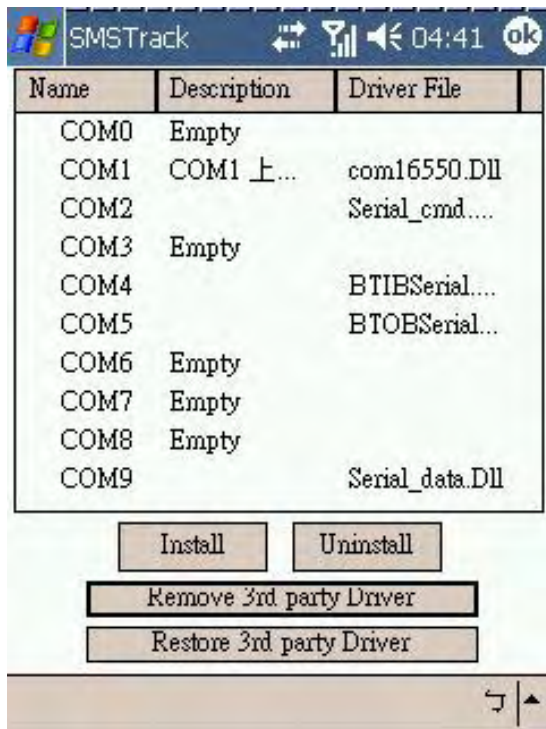 SMSTrack 04:41 ok
Name Description Driver File
COM0 Empty
COM1 COM1 上... com16550.Dll
COM2 Serial_cmd....
COM3 Empty
COM4 BTIBSerial....
COM5 BTOBSerial...
COM6 Empty
COM7 Empty
COM8 Empty
COM9 Serial_data.Dll
Install Uninstall
Remove 3rd party Driver
Restore 3rd party Driver
ㄅ